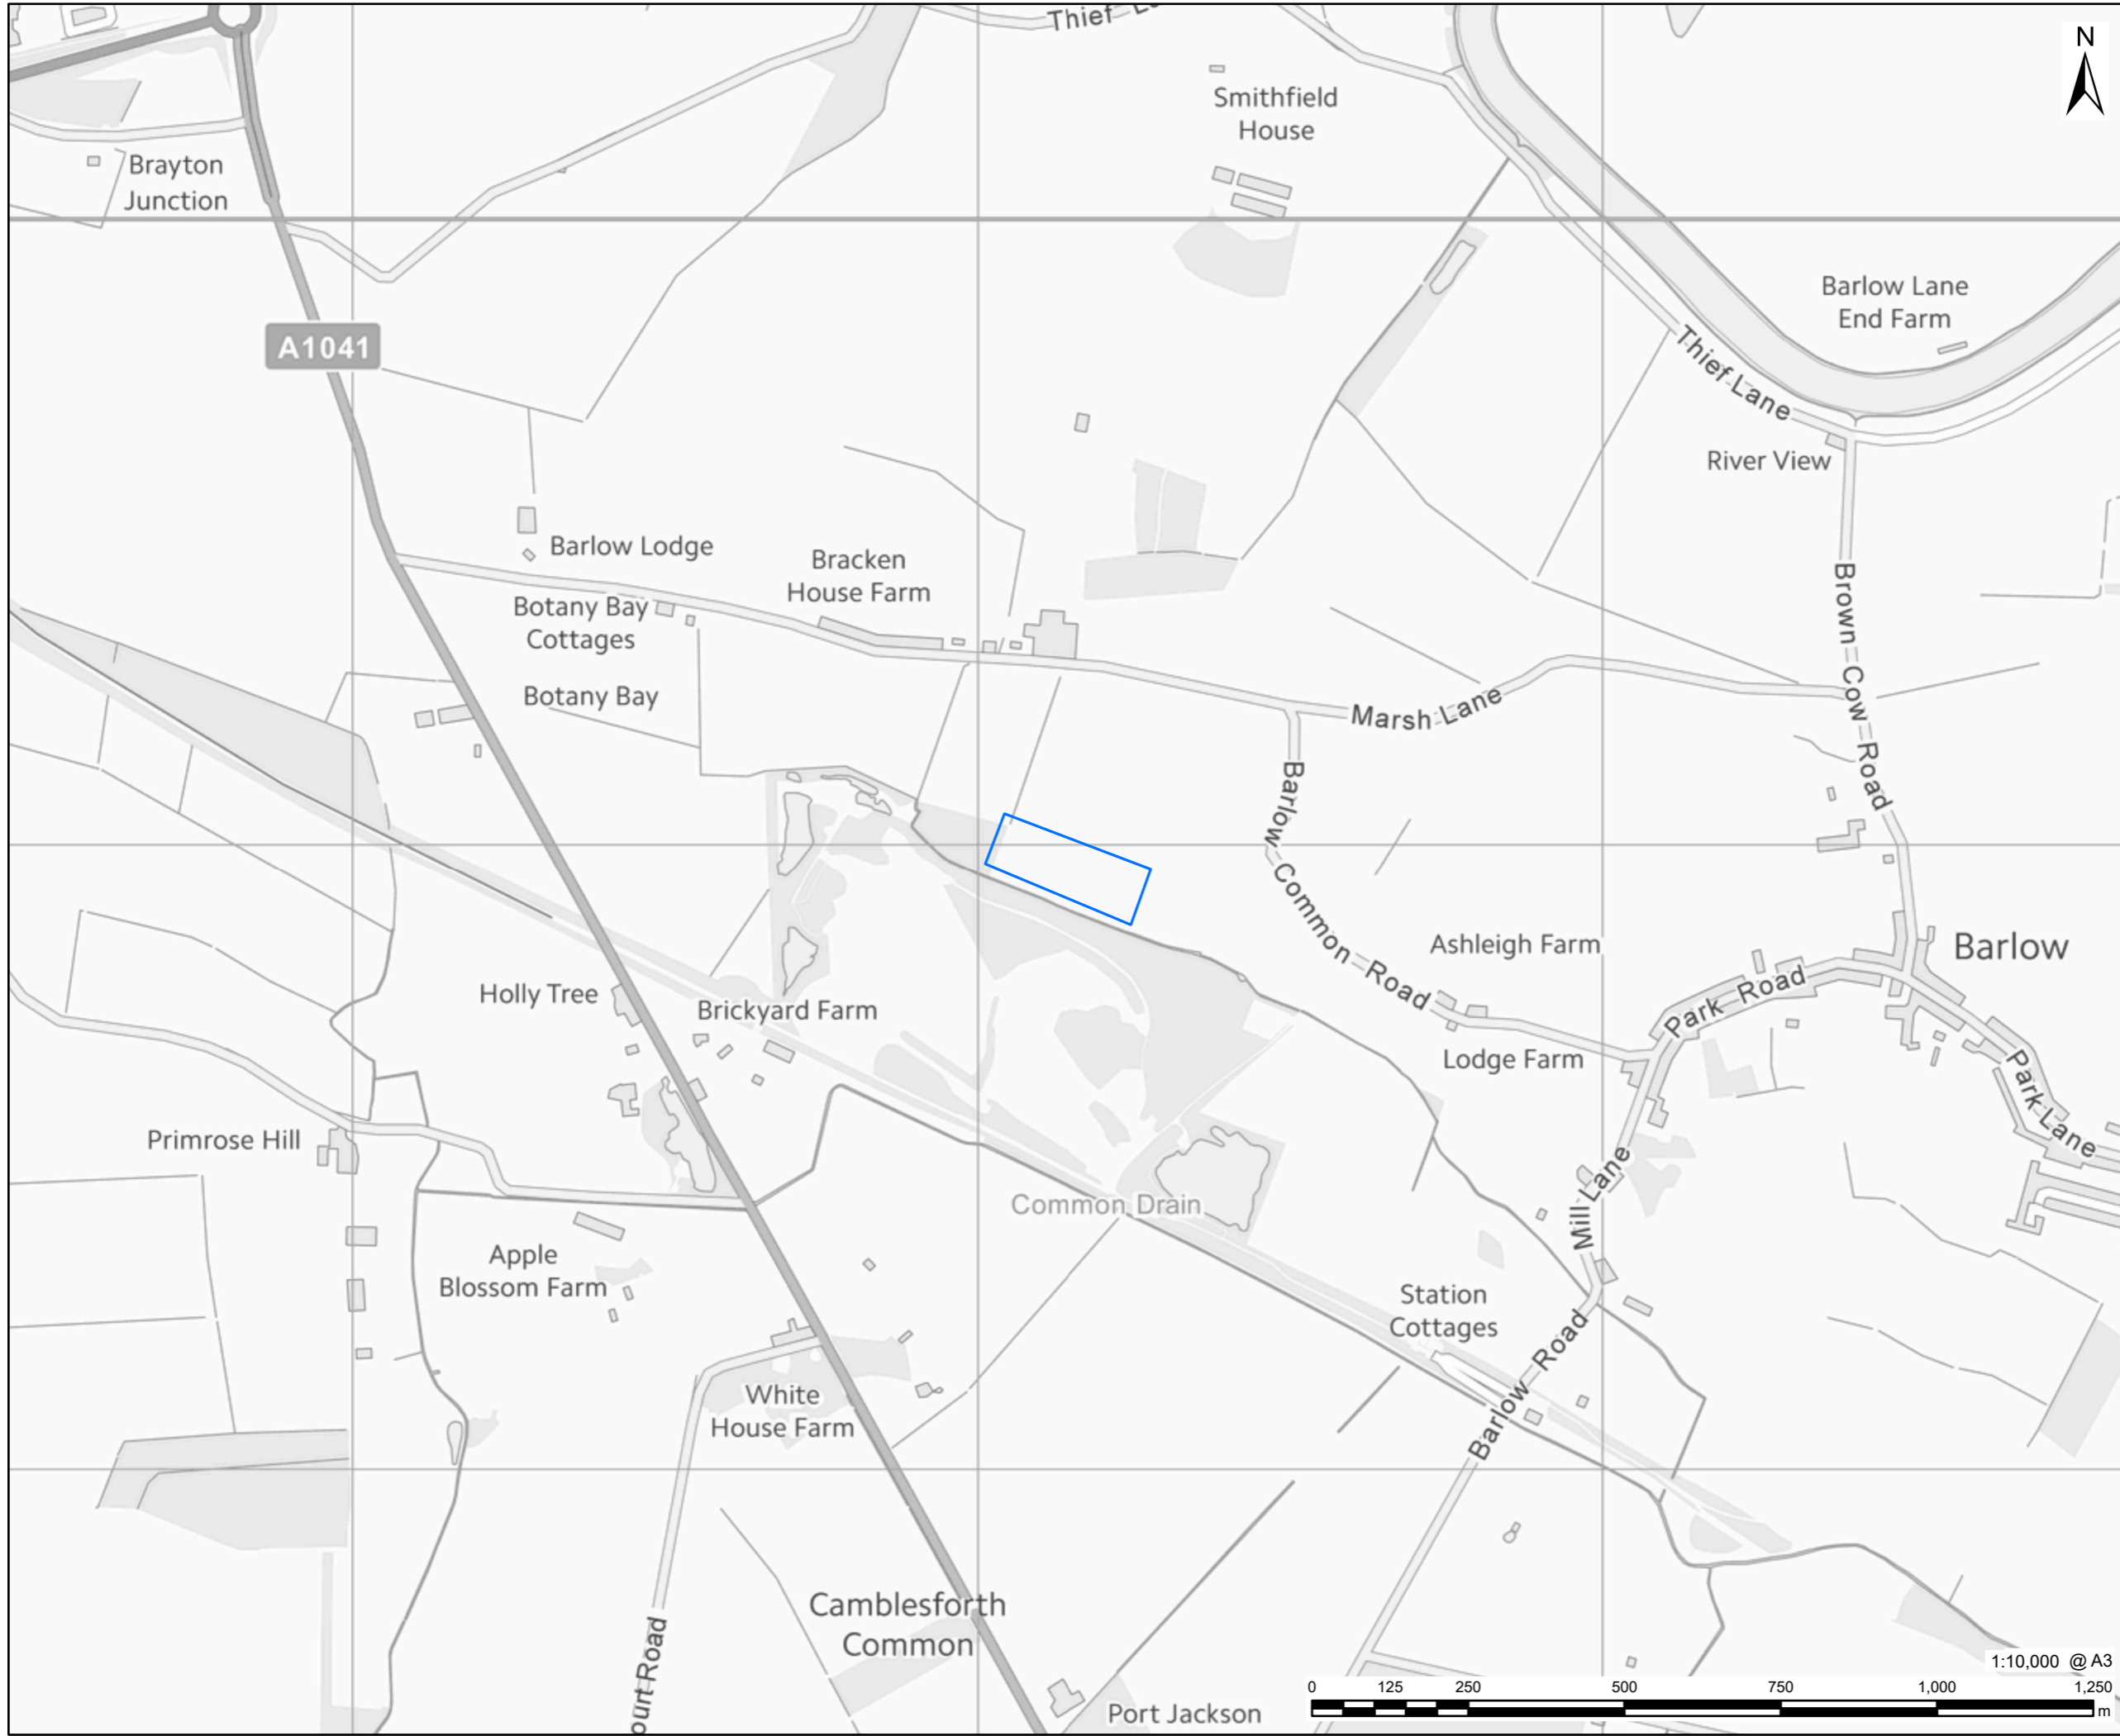 Thief
N
Smithfield
House
Brayton
Junction
A1041
Barlow Lane
End Farm
Thief Lane
River View
Barlow Lodge
Bracken
House Farm
Botany Bay
Cottages
Botany Bay
Brown Cow Road
Marsh Lane
Barlow Common Road
Ashleigh Farm
Barlow
Park Road
Holly Tree
Brickyard Farm
Lodge Farm
Park Lane
Primrose Hill
Mill Lane
Common Drain
Apple
Blossom Farm
Station
Cottages
Barlow Road
White
House Farm
Camblesforth
Common
ourt Road
Port Jackson
1:10,000 @ A3
0 125 250 500 750 1,000 1,250
m